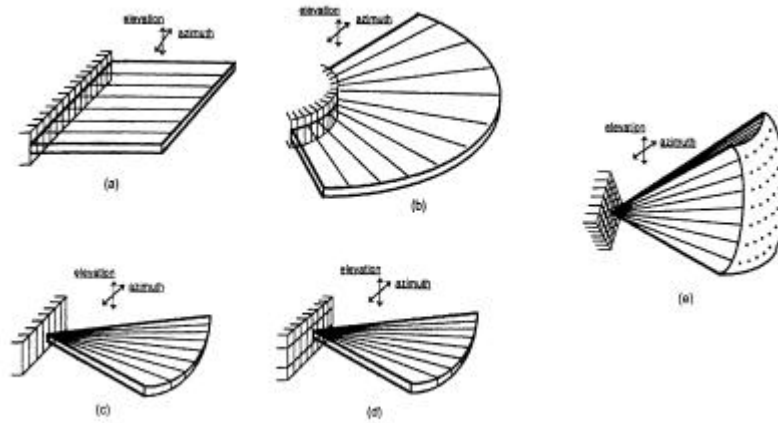 elevation
azimuth
(a)
elevation
azimuth
(b)
elevation
azimuth
(c)
elevation
azimuth
(d)
elevation
azimuth
(e)